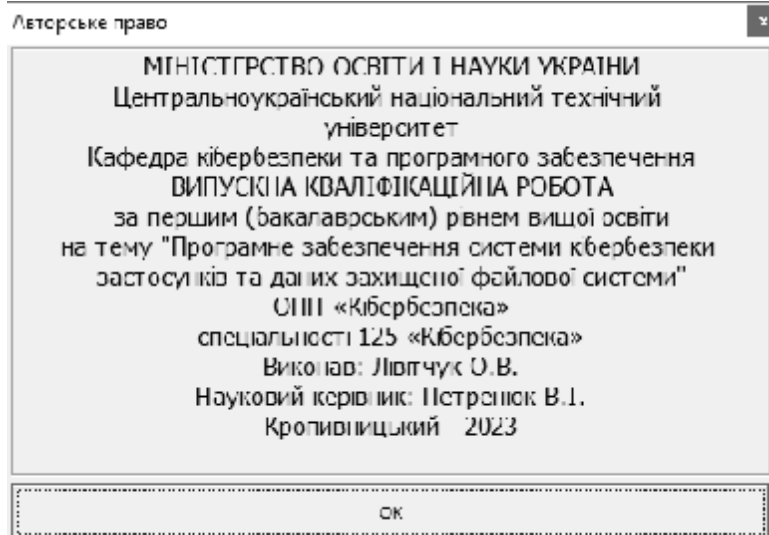 Авторське право
x
МІНІСТЕРСТВО ОСВІТИ І НАУКИ УКРАЇНИ
Центральноукраїнський національний технічний
університет
Кафедра кібербезпеки та програмного забезпечення
ВИПУСКНА КВАЛІФІКАЦІЙНА РОБОТА
за першим (бакалаврським) рівнем вищої освіти
на тему "Програмне забезпечення системи кібербезпеки
застосунків та даних захищеної файлової системи"
ОПП «Кібербезпека»
спеціальності 125 «Кібербезпека»
Виконав: Лівітчук О.В.
Науковий керівник: Петренюк В.І.
Кропивницький 2023
ОК